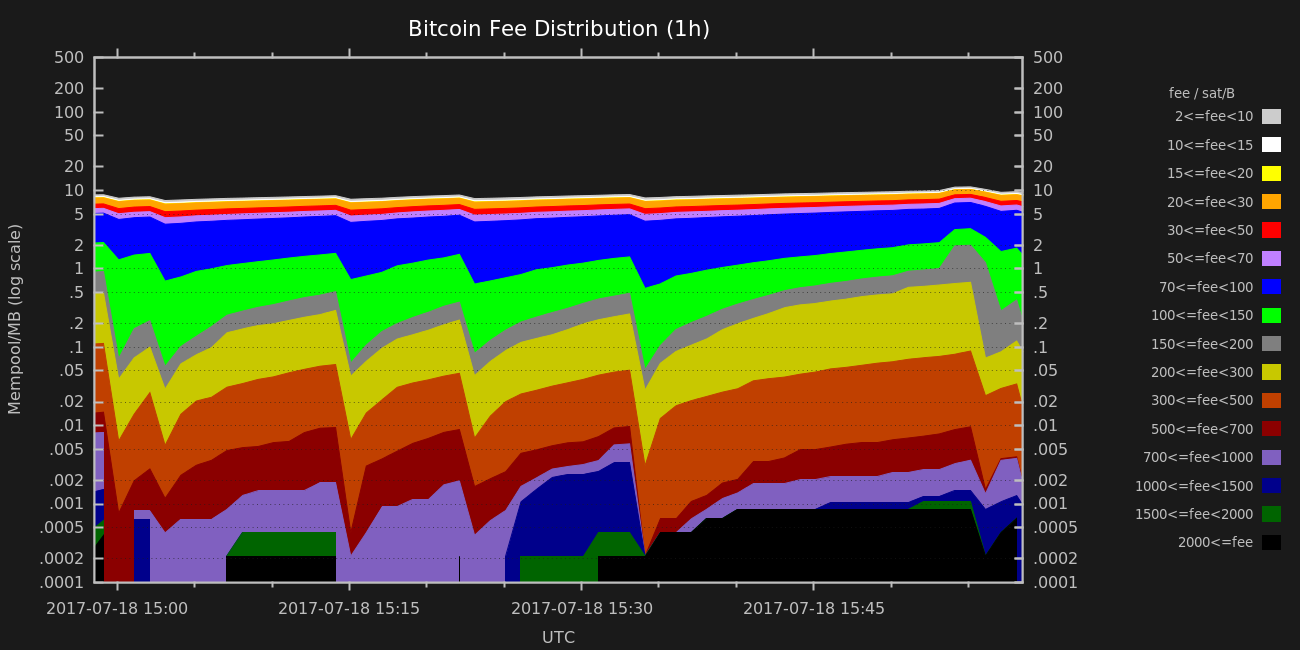 Bitcoin Fee Distribution (1h)
500 500
200 200
100 100
50 50
20 20
10 10
5 5
2 2
1 1
.5 .5
.2 .2
.1 .1
.05 .05
.02 .02
.01 .01
.005 .005
.002 .002
.001 .001
.0005 .0005
.0002 .0002
.0001 .0001
Mempool/MB (log scale)
2017-07-18 15:00 2017-07-18 15:15 2017-07-18 15:30 2017-07-18 15:45
UTC
fee / sat/B
2<=fee<10
10<=fee<15
15<=fee<20
20<=fee<30
30<=fee<50
50<=fee<70
70<=fee<100
100<=fee<150
150<=fee<200
200<=fee<300
300<=fee<500
500<=fee<700
700<=fee<1000
1000<=fee<1500
1500<=fee<2000
2000<=fee